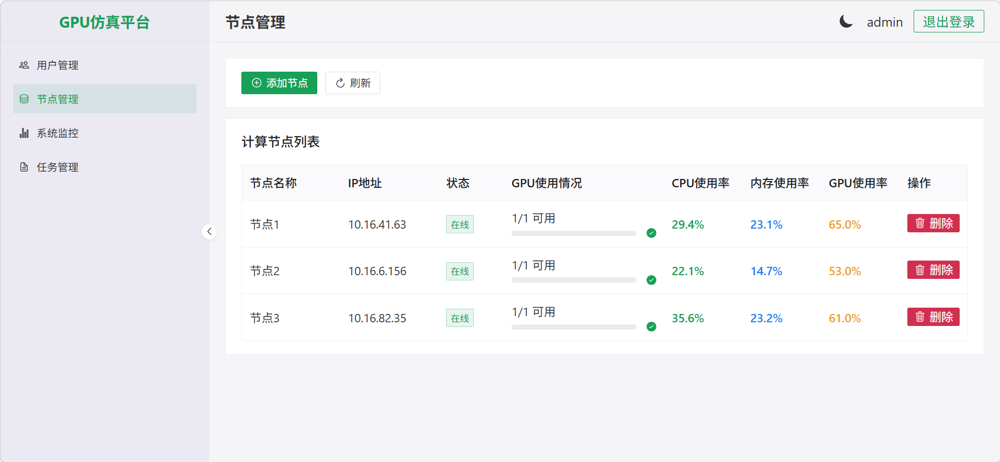 GPU仿真平台
用户管理
节点管理
系统监控
任务管理
节点管理
admin
退出登录
添加节点
刷新
计算节点列表
节点名称 IP地址 状态 GPU使用情况 CPU使用率 内存使用率 GPU使用率 操作
节点1 10.16.41.63 在线 1/1 可用 29.4% 23.1% 65.0% 删除
节点2 10.16.6.156 在线 1/1 可用 22.1% 14.7% 53.0% 删除
节点3 10.16.82.35 在线 1/1 可用 35.6% 23.2% 61.0% 删除